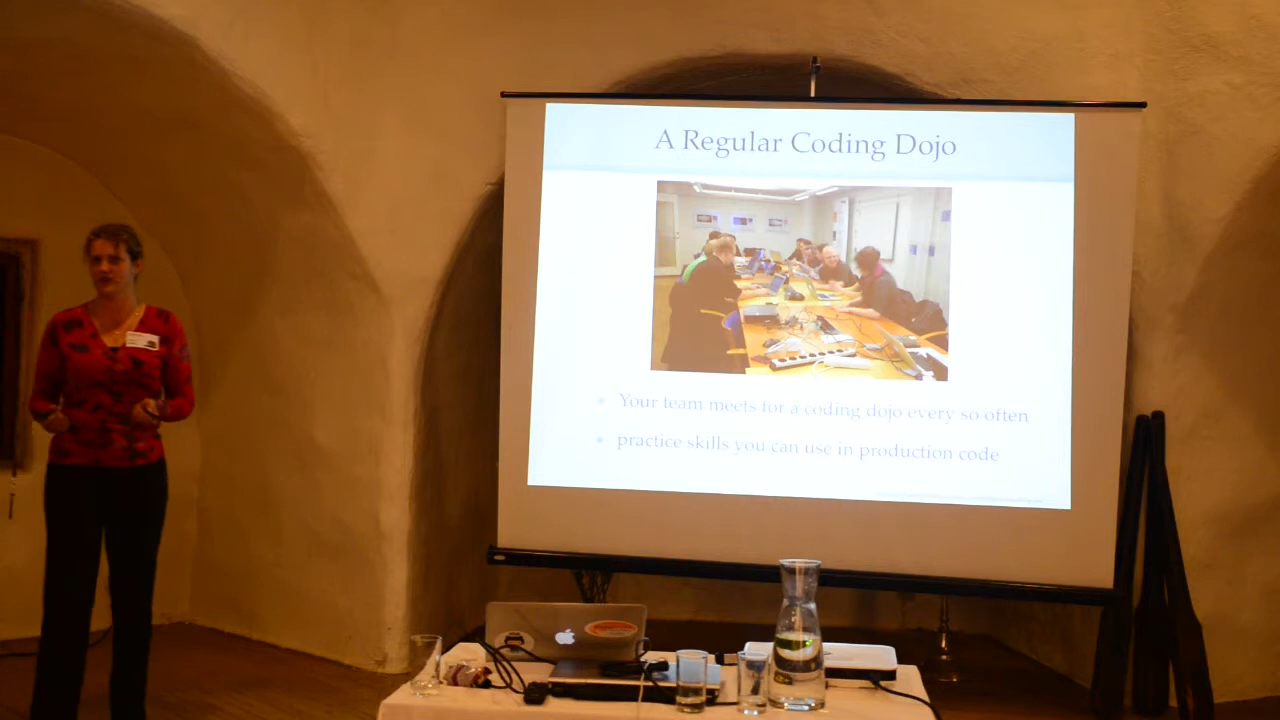 A Regular Coding Dojo
Your team meets for a coding dojo every so often
practice skills you can use in production code